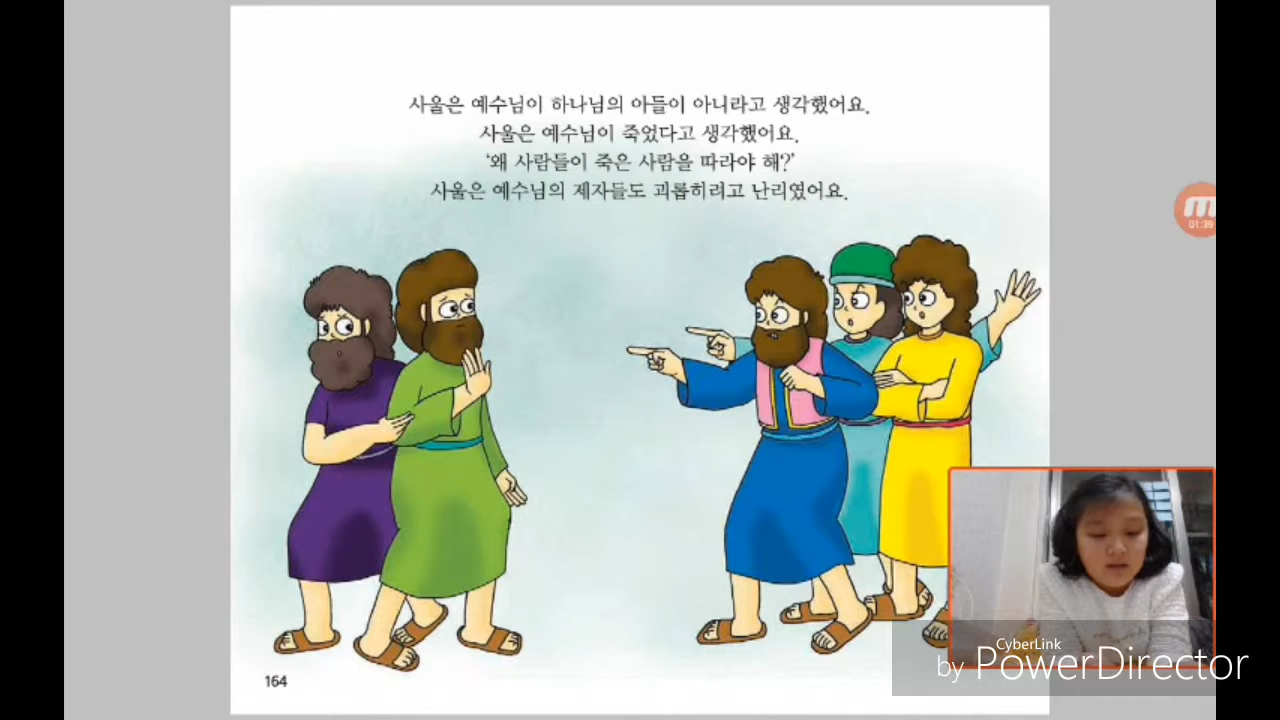 사울은 예수님이 하나님의 아들이 아니라고 생각했어요.
사울은 예수님이 죽었다고 생각했어요.
‘왜 사람들이 죽은 사람을 따라야 해?’
사울은 예수님의 제자들도 괴롭히려고 난리였어요.
01:39
164
CyberLink
by PowerDirector